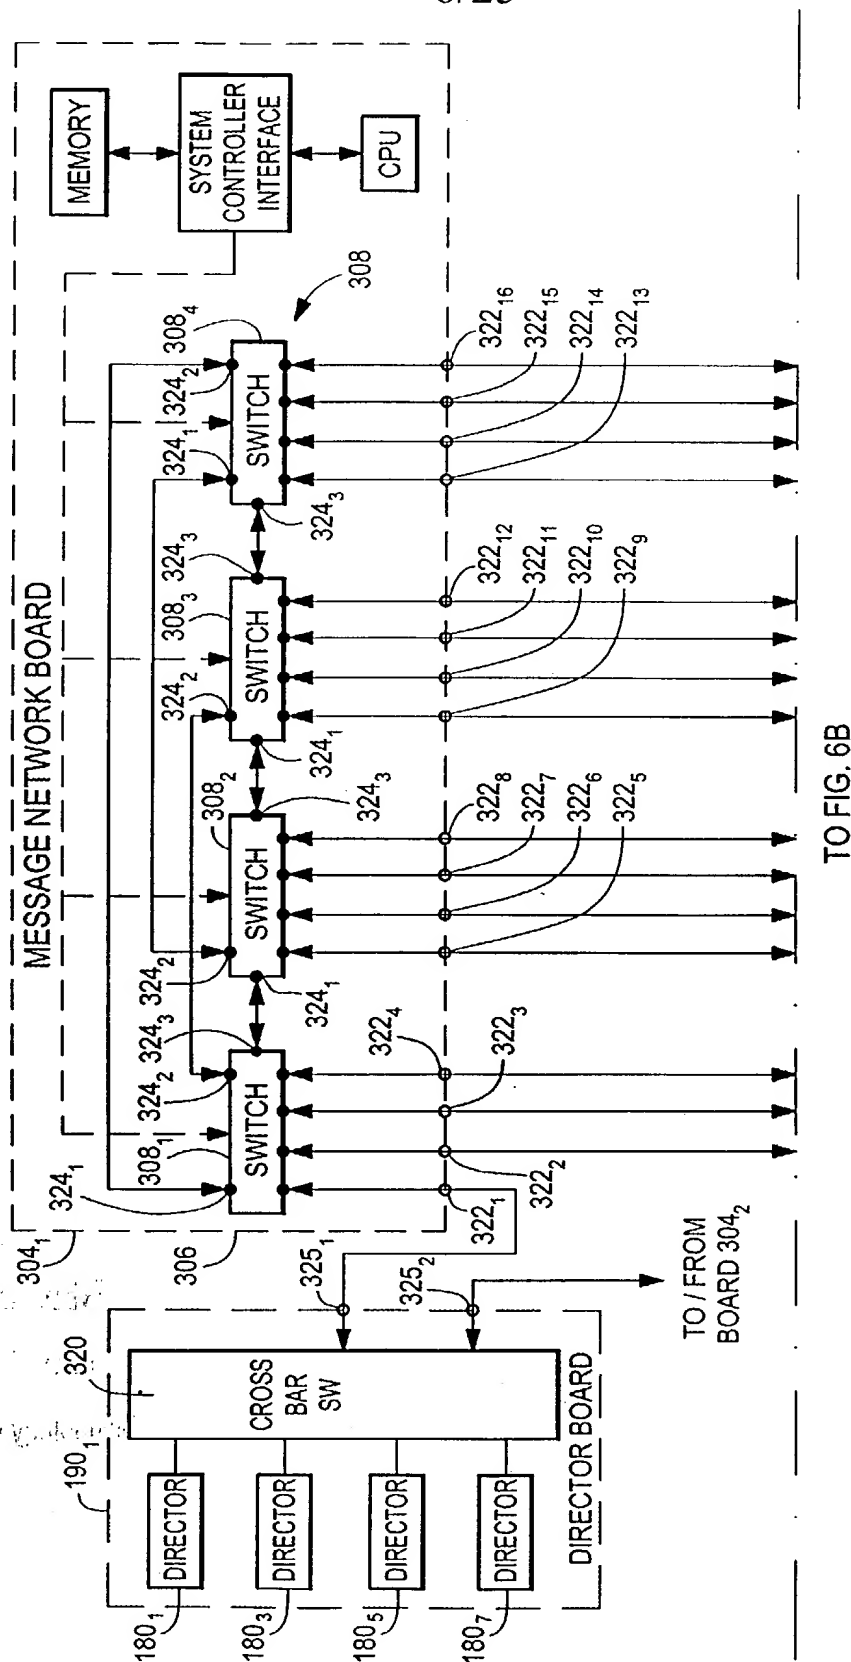 6/25
MESSAGE NETWORK BOARD
304₁
306
MEMORY
SYSTEM
CONTROLLER
INTERFACE
CPU
308
324₁
308₁
324₂
324₃
SWITCH
324₂
324₁
308₂
SWITCH
324₃
324₂
308₃
324₃
324₁
SWITCH
324₁
324₂
308₄
SWITCH
324₃
322₁
322₂
322₃
322₄
322₅
322₆
322₇
322₈
322₉
322₁₀
322₁₁
322₁₂
322₁₃
322₁₄
322₁₅
322₁₆
190₁
320
325₁
325₂
CROSS
BAR
SW
DIRECTOR
DIRECTOR
DIRECTOR
DIRECTOR
180₁
180₃
180₅
180₇
DIRECTOR BOARD
TO / FROM
BOARD 304₂
TO FIG. 6B